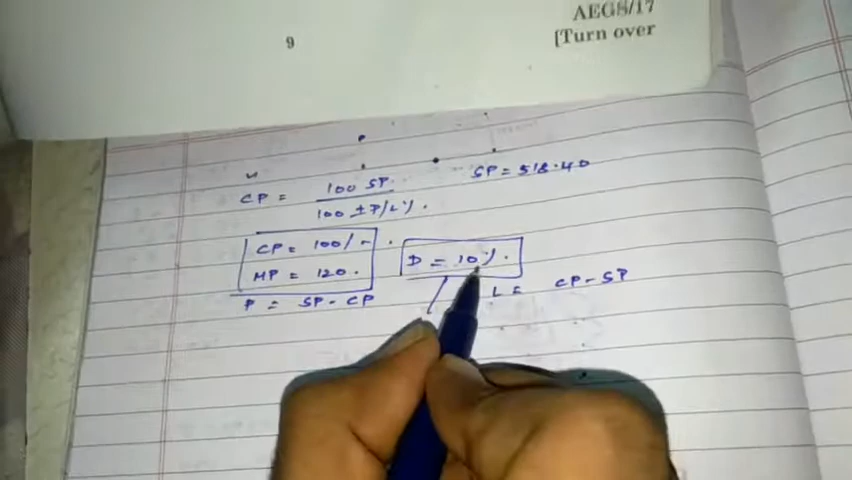 AEGS/17
9
[Turn over
CP = 100 SP / 100 ± P/L %.
SP = 518.40
CP = 100/-
MP = 120.
D = 10%.
P = SP - CP
L = CP - SP